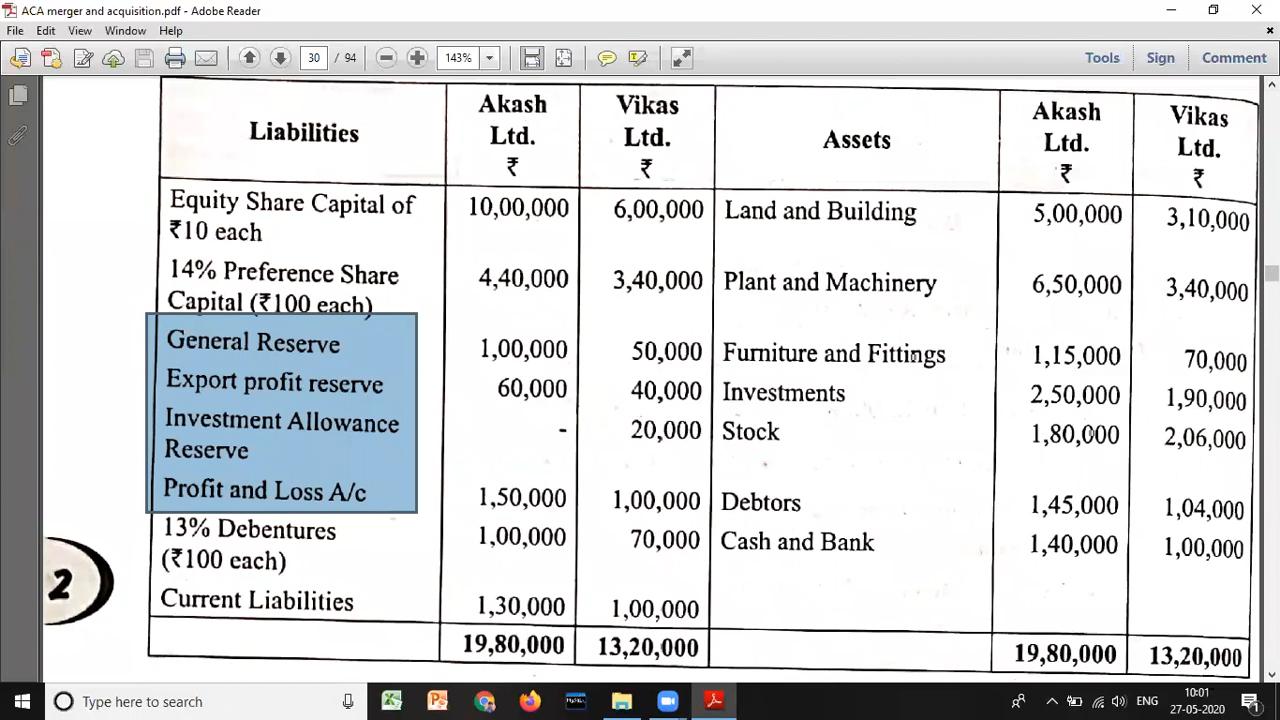 ACA merger and acquisition.pdf - Adobe Reader
File Edit View Window Help
30 / 94 143% Tools Sign Comment
Liabilities Akash Ltd. ₹ Vikas Ltd. ₹ Assets Akash Ltd. ₹ Vikas Ltd. ₹
Equity Share Capital of 10,00,000 6,00,000 Land and Building 5,00,000 3,10,000
₹10 each
14% Preference Share 4,40,000 3,40,000 Plant and Machinery 6,50,000 3,40,000
Capital (₹100 each)
General Reserve 1,00,000 50,000 Furniture and Fittings 1,15,000 70,000
Export profit reserve 60,000 40,000 Investments 2,50,000 1,90,000
Investment Allowance - 20,000 Stock 1,80,000 2,06,000
Reserve
Profit and Loss A/c 1,50,000 1,00,000 Debtors 1,45,000 1,04,000
13% Debentures 1,00,000 70,000 Cash and Bank 1,40,000 1,00,000
(₹100 each)
2
Current Liabilities 1,30,000 1,00,000
19,80,000 13,20,000 19,80,000 13,20,000
Type here to search
ENG
10:01
27-05-2020
1